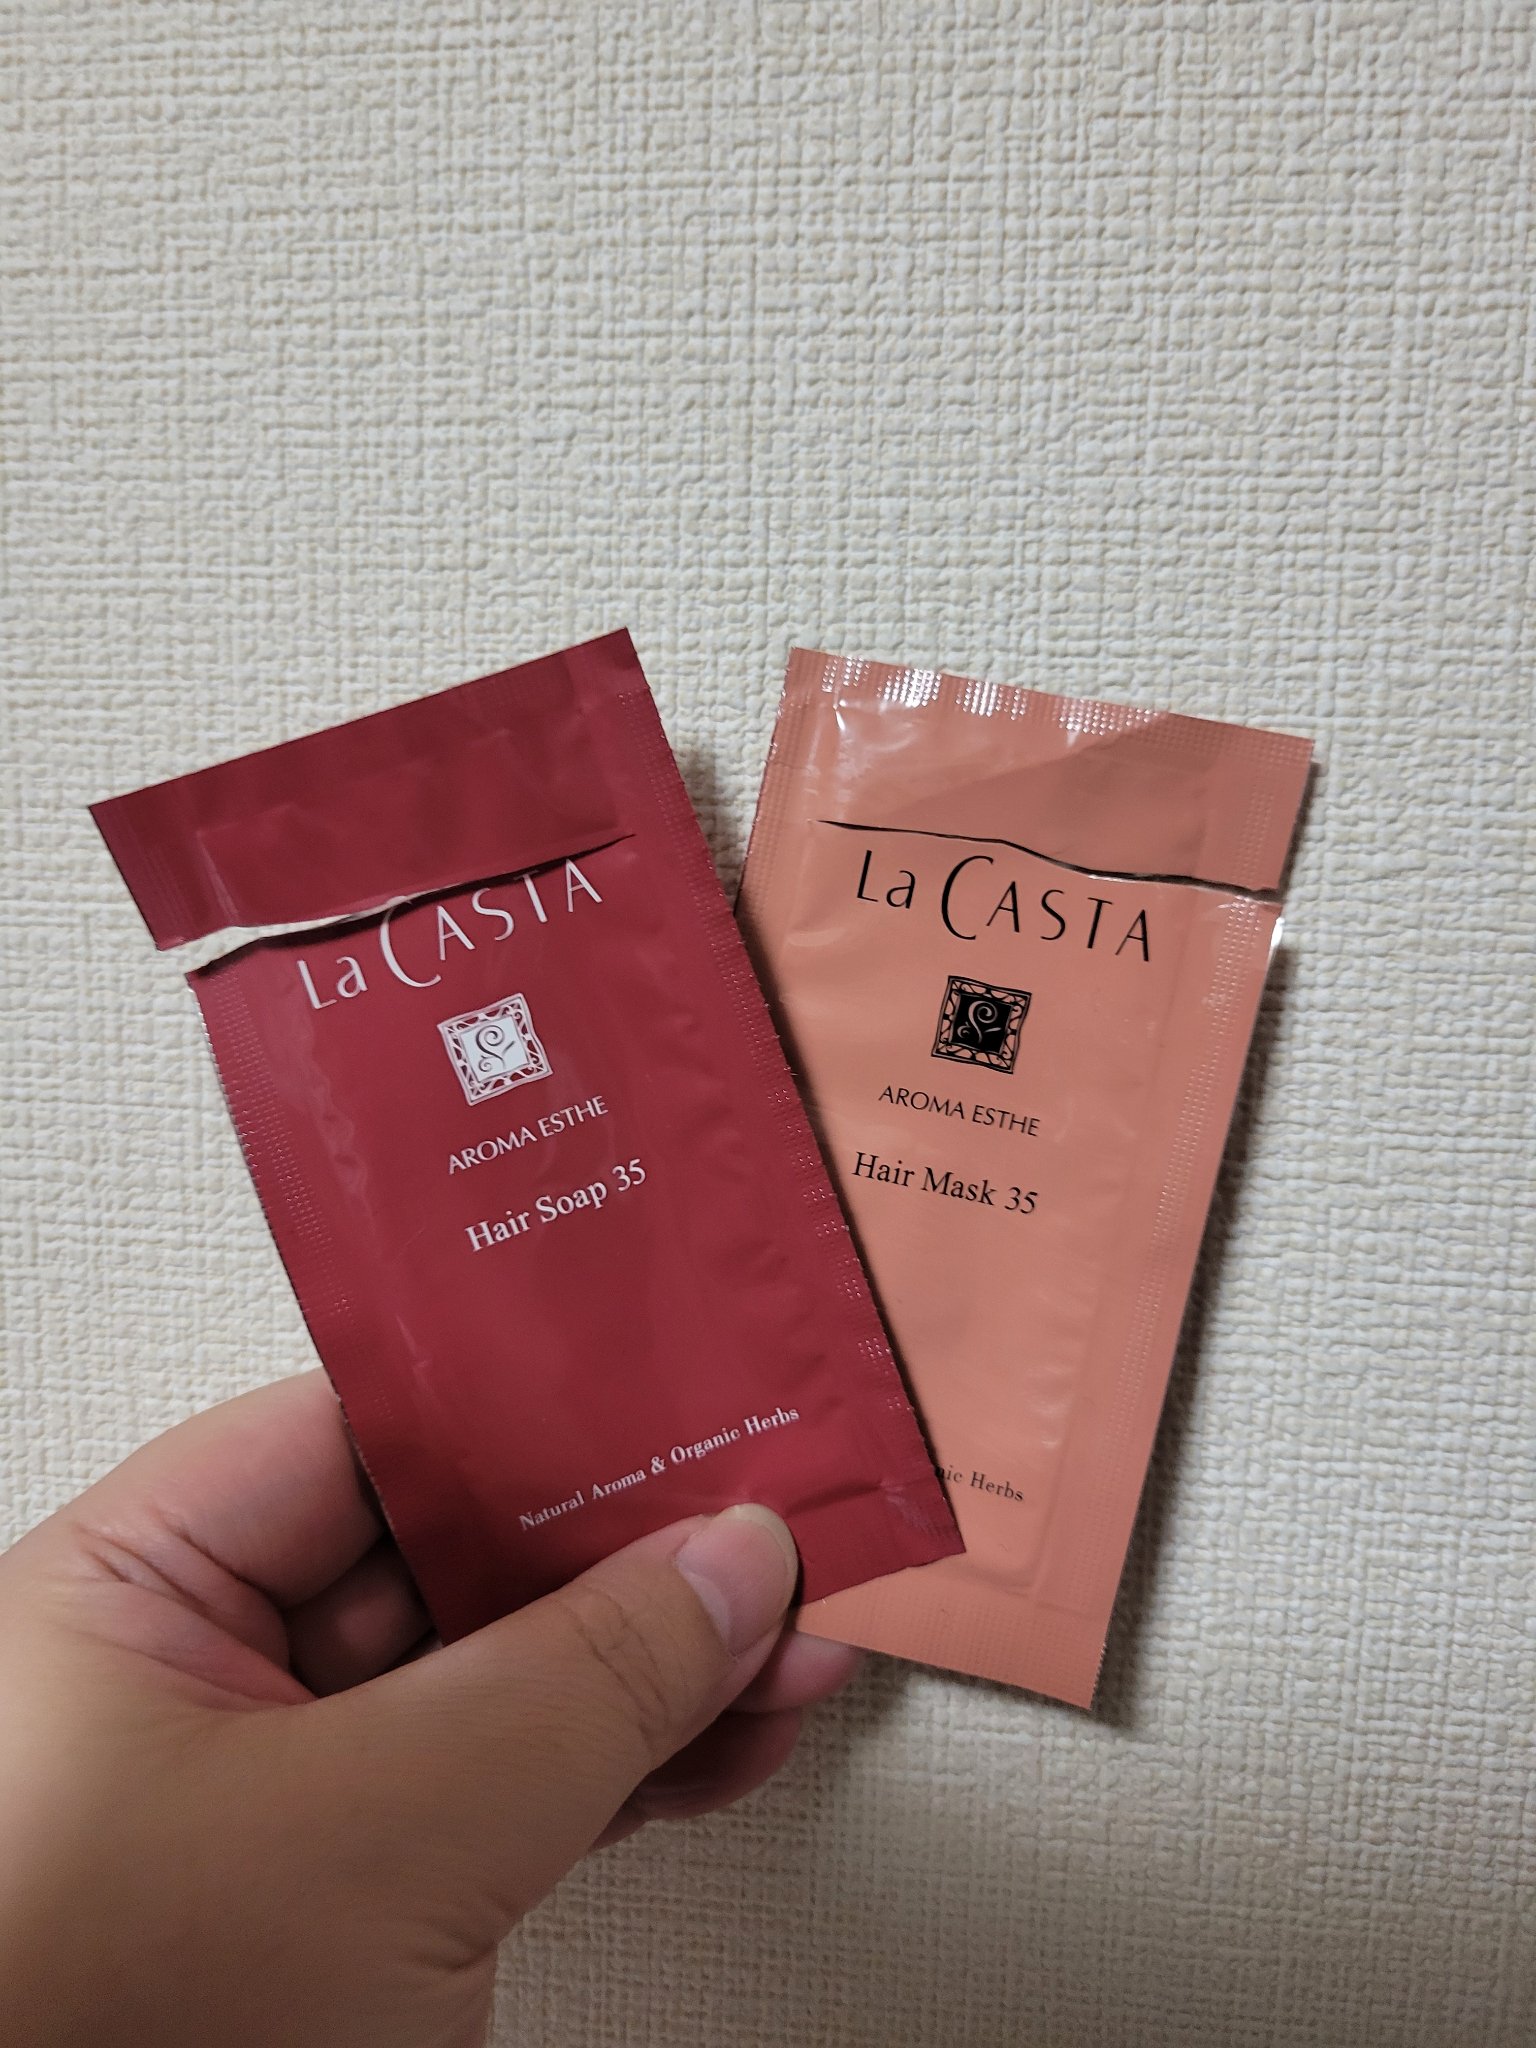 La CASTA
AROMA ESTHE
Hair Soap 35
Natural Aroma & Organic Herbs
La CASTA
AROMA ESTHE
Hair Mask 35
Herbs